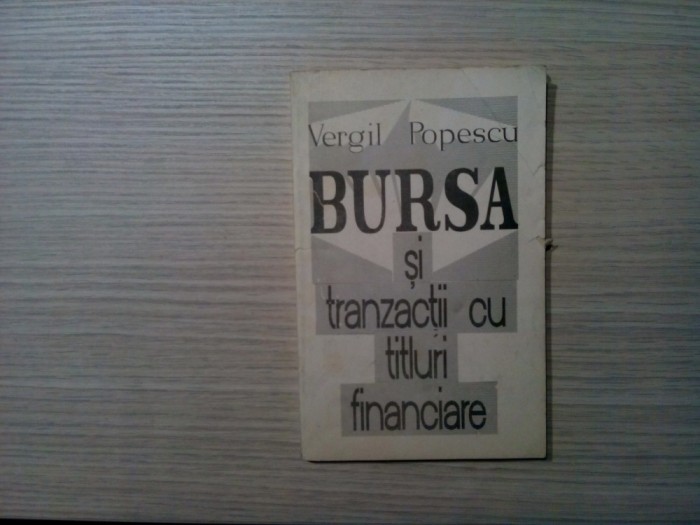 Vergil Popescu
BURSA
și
tranzacții cu
titluri
financiare